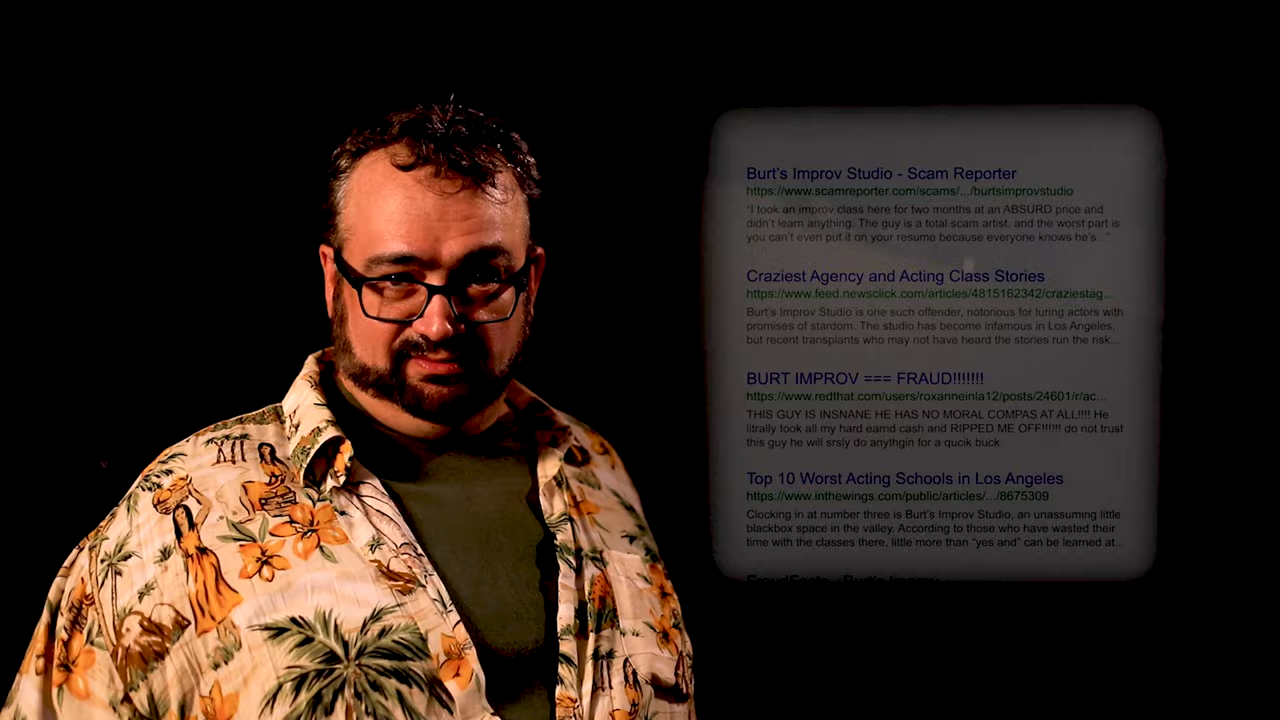 Burt's Improv Studio - Scam Reporter
https://www.scamreporter.com/scams/.../burtsimprovstudio
"I took an improv class here for two months at an ABSURD price and
didn't learn anything. The guy is a total scam artist, and the worst part is
you can't even put it on your resume because everyone knows he's..."
Craziest Agency and Acting Class Stories
https://www.feed.newsclick.com/articles/4815162342/craziestag...
Burt's Improv Studio is one such offender, notorious for luring actors with
promises of stardom. The studio has become infamous in Los Angeles,
but recent transplants who may not have heard the stories run the risk...
BURT IMPROV === FRAUD!!!!!!!
https://www.redthat.com/users/roxanneinla12/posts/24601/r/ac...
THIS GUY IS INSNANE HE HAS NO MORAL COMPAS AT ALL!!!! He
litrally took all my hard earnd cash and RIPPED ME OFF!!!!!! do not trust
this guy he will srsly do anythgin for a qucik buck
Top 10 Worst Acting Schools in Los Angeles
https://www.inthewings.com/public/articles/.../8675309
Clocking in at number three is Burt's Improv Studio, an unassuming little
blackbox space in the valley. According to those who have wasted their
time with the classes there, little more than "yes and" can be learned at...